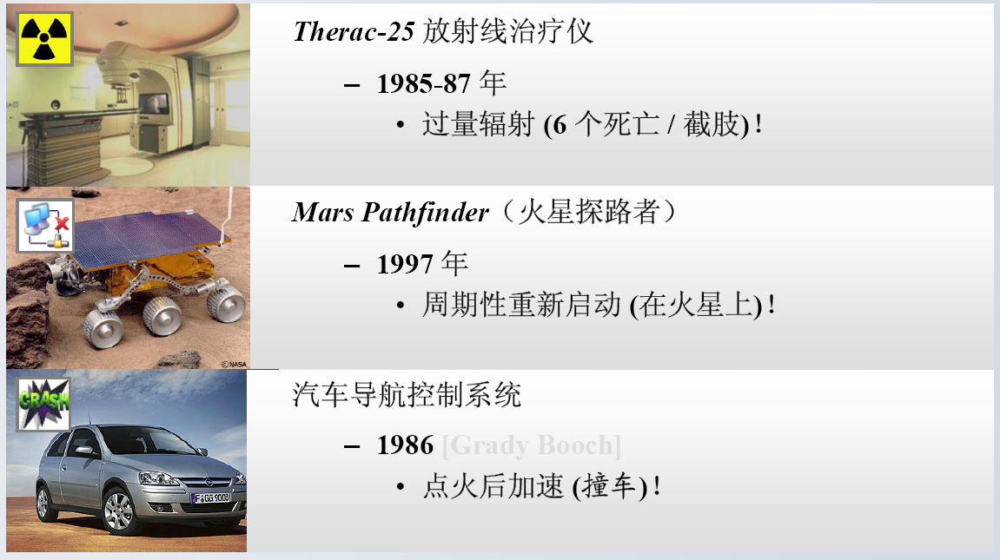 Therac-25 放射线治疗仪
– 1985-87 年
• 过量辐射 (6 个死亡 / 截肢)!
Mars Pathfinder（火星探路者）
– 1997 年
• 周期性重新启动 (在火星上)!
©NASA
汽车导航控制系统
CRASH
– 1986 [Grady Booch]
• 点火后加速 (撞车)!
F GG 9008